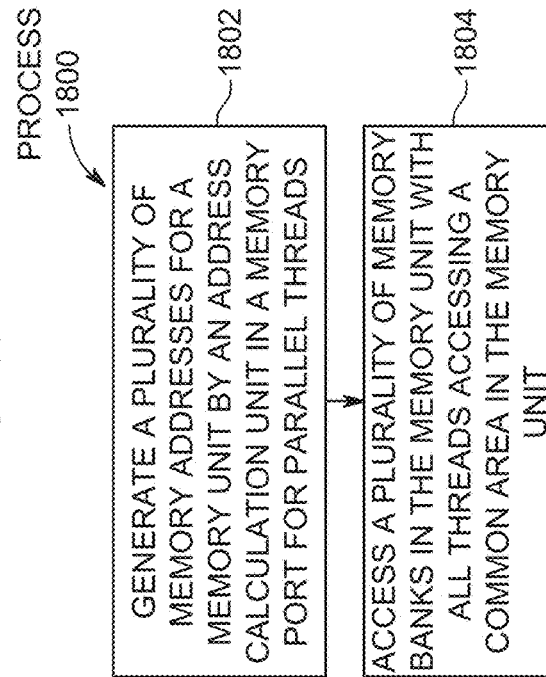 PROCESS
1800
GENERATE A PLURALITY OF
MEMORY ADDRESSES FOR A
MEMORY UNIT BY AN ADDRESS
CALCULATION UNIT IN A MEMORY
PORT FOR PARALLEL THREADS
1802
ACCESS A PLURALITY OF MEMORY
BANKS IN THE MEMORY UNIT WITH
ALL THREADS ACCESSING A
COMMON AREA IN THE MEMORY
UNIT
1804